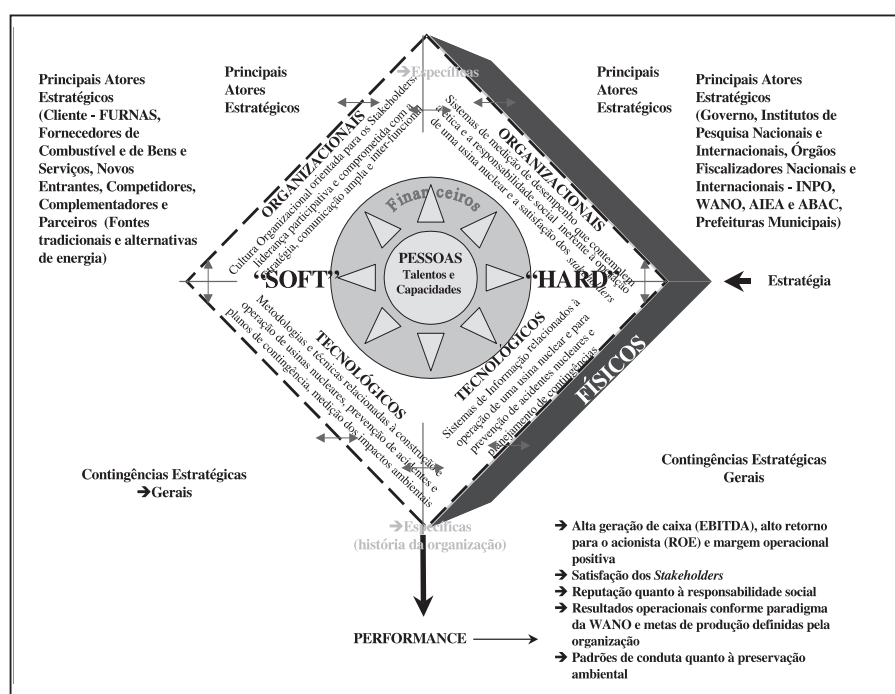 Principais Atores
Estratégicos
(Cliente - FURNAS,
Fornecedores de
Combustível e de Bens e
Serviços, Novos
Entrantes, Competidores,
Complementadores e
Parceiros (Fontes
tradicionais e alternativas
de energia)
Principais
Atores
Estratégicos
➔Específicas
Principais
Atores
Estratégicos
Principais Atores
Estratégicos
(Governo, Institutos de
Pesquisa Nacionais e
Internacionais, Órgãos
Fiscalizadores Nacionais e
Internacionais - INPO,
WANO, AIEA e ABAC,
Prefeituras Municipais)
ORGANIZACIONAIS
Cultura Organizacional orientada para os Stakeholders,
liderança participativa e comprometida com a
estratégia, comunicação ampla e inter-funcional
ORGANIZACIONAIS
Sistemas de medição de desempenho que contemplem
a ética e a responsabilidade social inerente à operação
de uma usina nuclear e a satisfação dos stakeholders
Financeiros
PESSOAS
Talentos e
Capacidades
“SOFT”
“HARD”
Estratégia
TECNOLÓGICOS
Metodologias e técnicas relacionadas à construção e
operação de usinas nucleares, prevenção de acidentes e
planos de contingência, medição dos impactos ambientais
TECNOLÓGICOS
Sistemas de Informação relacionados à
operação de uma usina nuclear e para
prevenção de acidentes nucleares e
planejamento de contingências
FÍSICOS
Contingências Estratégicas
➔Gerais
Contingências Estratégicas
Gerais
➔Específicas
(história da organização)
PERFORMANCE
➔ Alta geração de caixa (EBITDA), alto retorno
para o acionista (ROE) e margem operacional
positiva
➔ Satisfação dos Stakeholders
➔ Reputação quanto à responsabilidade social
➔ Resultados operacionais conforme paradigma
da WANO e metas de produção definidas pela
organização
➔ Padrões de conduta quanto à preservação
ambiental